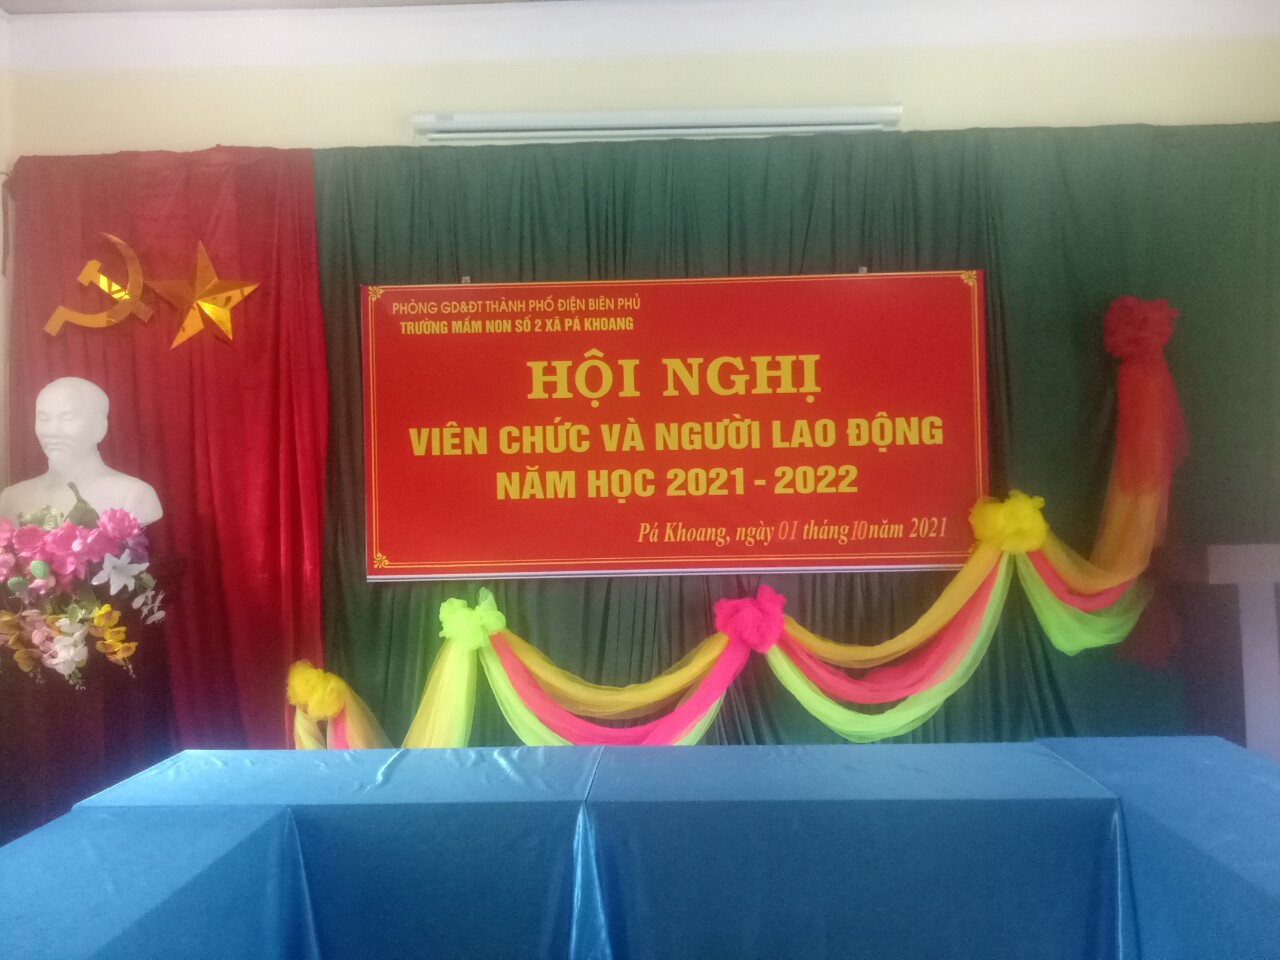 PHÒNG GD&ĐT THÀNH PHỐ ĐIỆN BIÊN PHỦ
TRƯỜNG MẦM NON SỐ 2 XÃ PÁ KHOANG
HỘI NGHỊ
VIÊN CHỨC VÀ NGƯỜI LAO ĐỘNG
NĂM HỌC 2021 - 2022
Pá Khoang, ngày 01 tháng 10 năm 2021